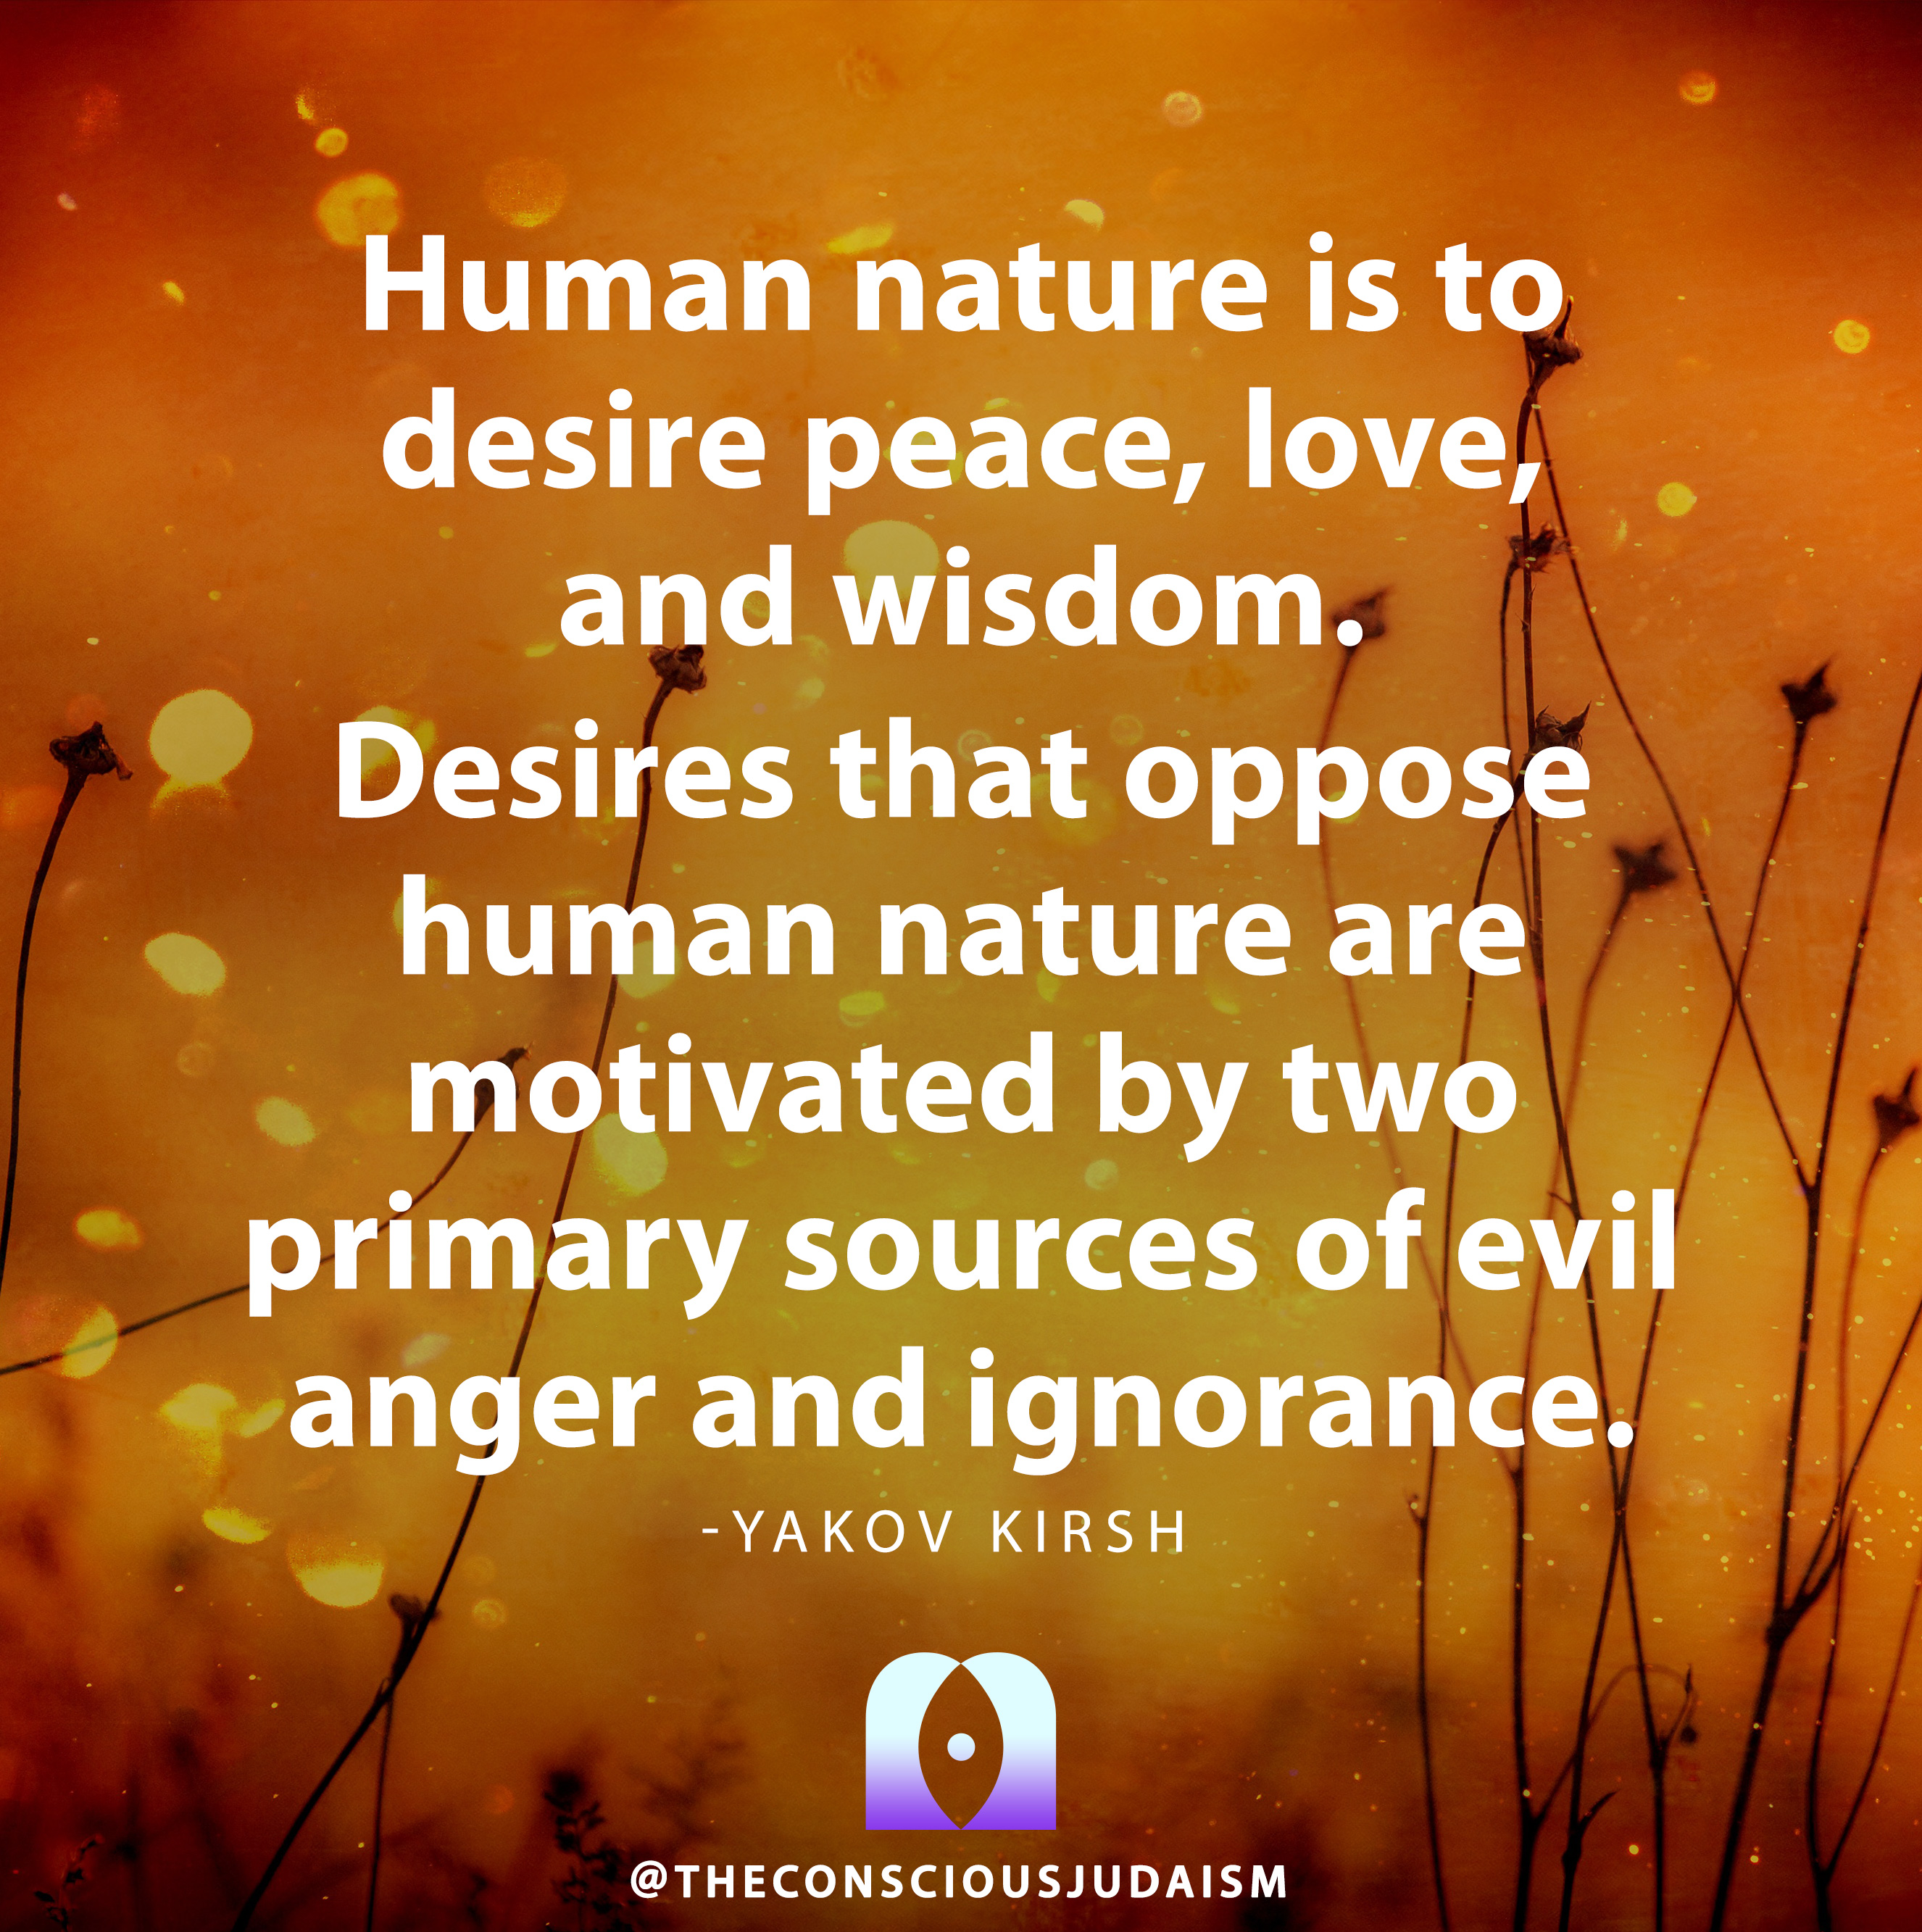 Human nature is to
desire peace, love,
and wisdom.
Desires that oppose
human nature are
motivated by two
primary sources of evil
anger and ignorance.
-YAKOV KIRSH
@THECONSCIOUSJUDAISM